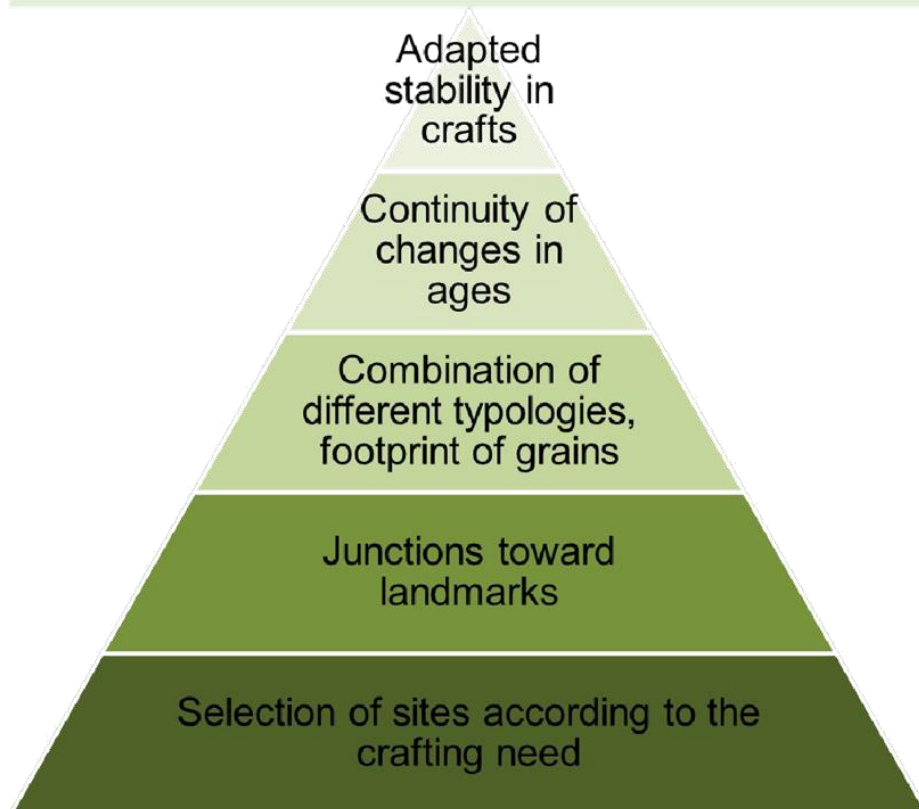 Adapted
stability in
crafts
Continuity of
changes in
ages
Combination of
different typologies,
footprint of grains
Junctions toward
landmarks
Selection of sites according to the
crafting need